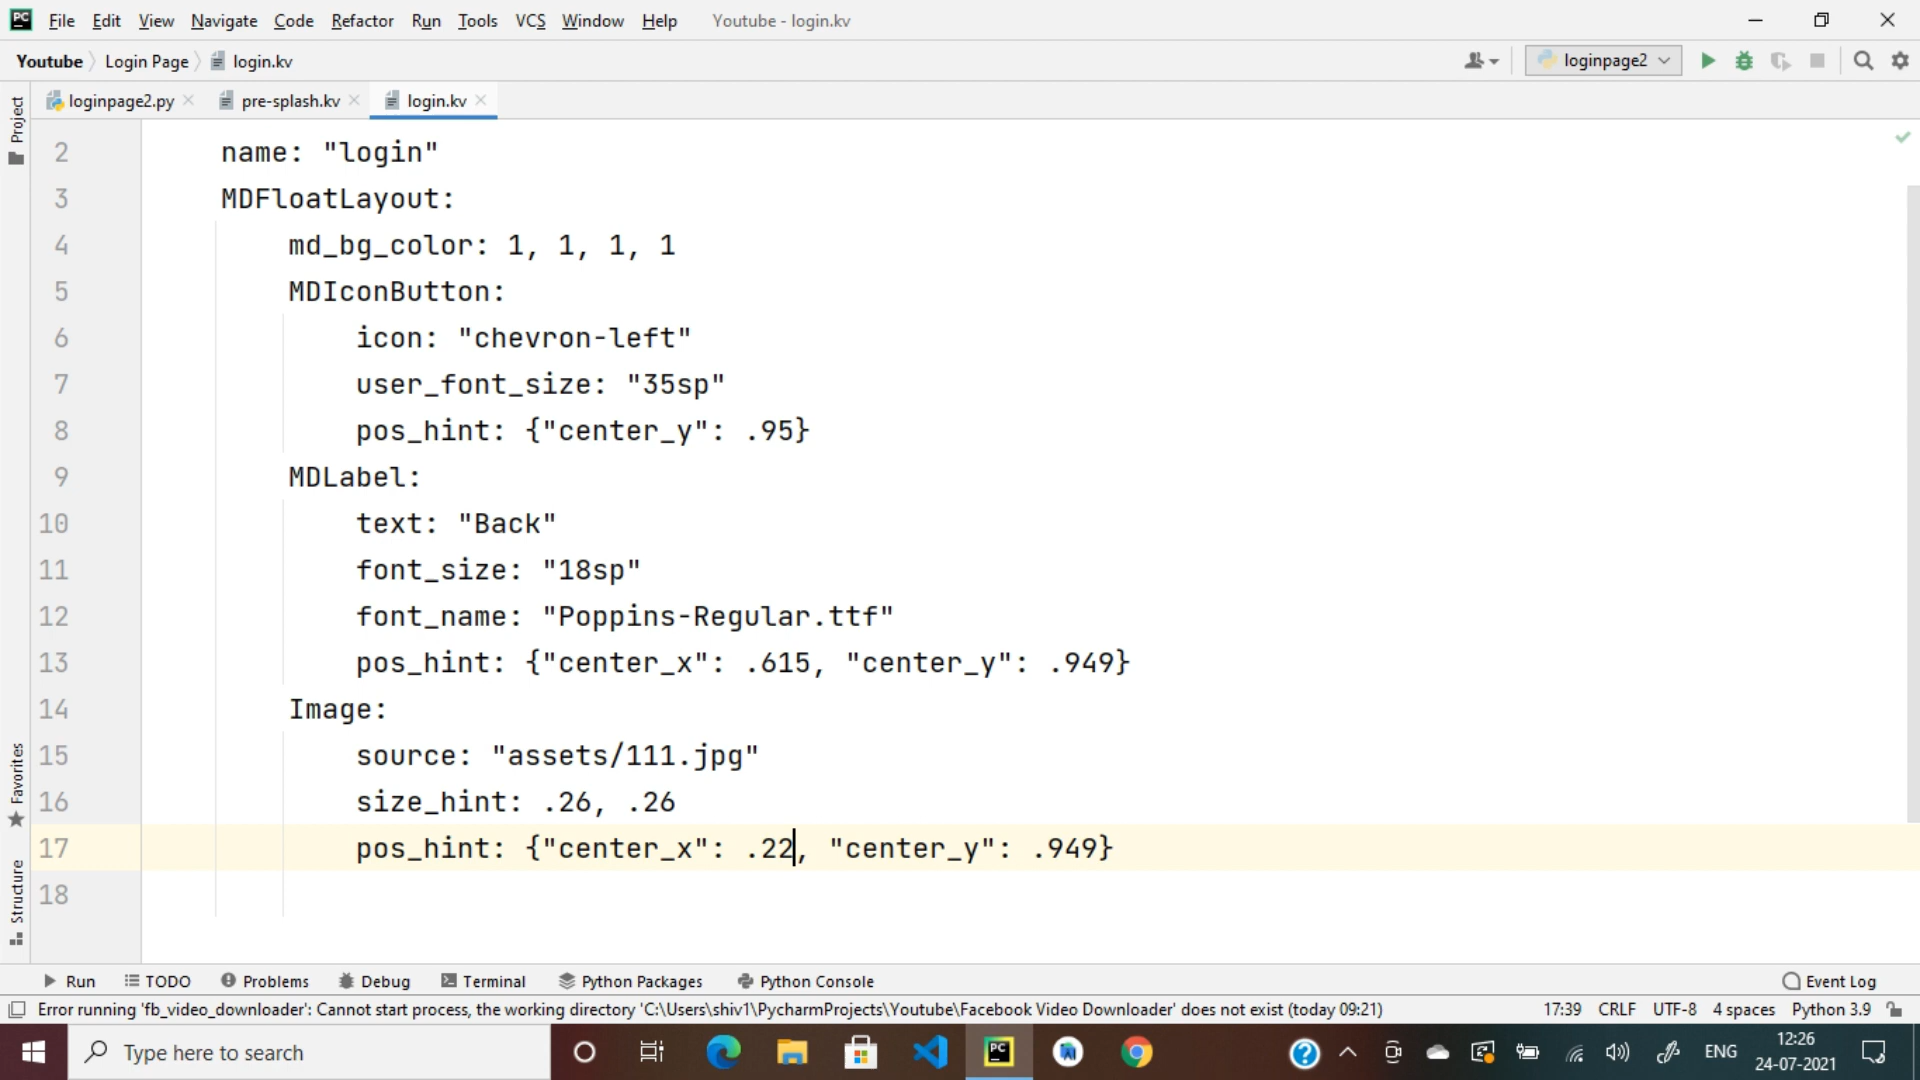 PC File Edit View Navigate Code Refactor Run Tools VCS Window Help Youtube - login.kv
Youtube Login Page login.kv loginpage2
loginpage2.py pre-splash.kv login.kv
Project
2 name: "login"
3 MDFloatLayout:
4 md_bg_color: 1, 1, 1, 1
5 MDIconButton:
6 icon: "chevron-left"
7 user_font_size: "35sp"
8 pos_hint: {"center_y": .95}
9 MDLabel:
10 text: "Back"
11 font_size: "18sp"
12 font_name: "Poppins-Regular.ttf"
13 pos_hint: {"center_x": .615, "center_y": .949}
14 Image:
15 source: "assets/111.jpg"
16 size_hint: .26, .26
17 pos_hint: {"center_x": .22, "center_y": .949}
18
Favorites
Structure
Run TODO Problems Debug Terminal Python Packages Python Console Event Log
Error running 'fb_video_downloader': Cannot start process, the working directory 'C:\Users\shiv1\PycharmProjects\Youtube\Facebook Video Downloader' does not exist (today 09:21) 17:39 CRLF UTF-8 4 spaces Python 3.9
Type here to search PC ENG 12:26
24-07-2021